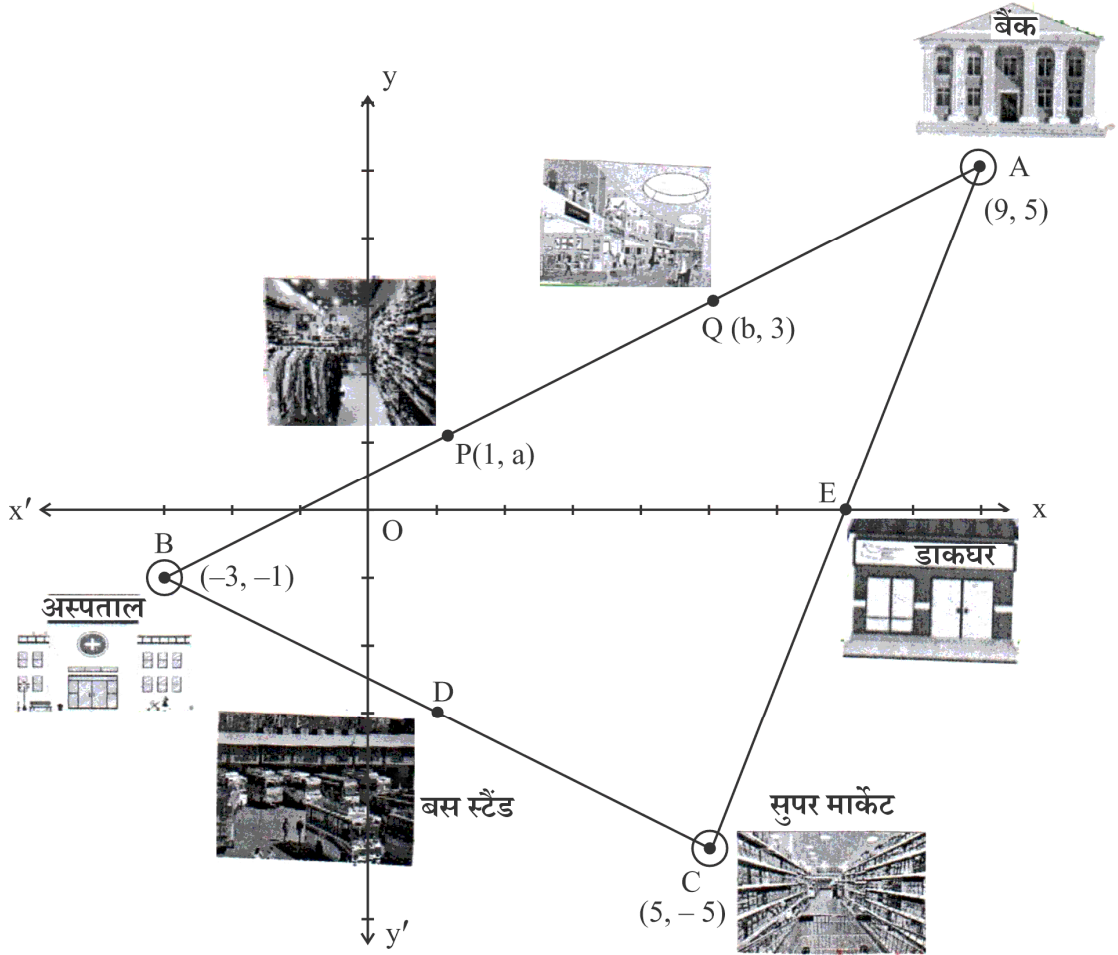 बैंक
y
A
(9, 5)
Q (b, 3)
P(1, a)
x′
E
x
O
B
(–3, –1)
डाकघर
अस्पताल
D
बस स्टैंड
सुपर मार्केट
C
(5, – 5)
y′